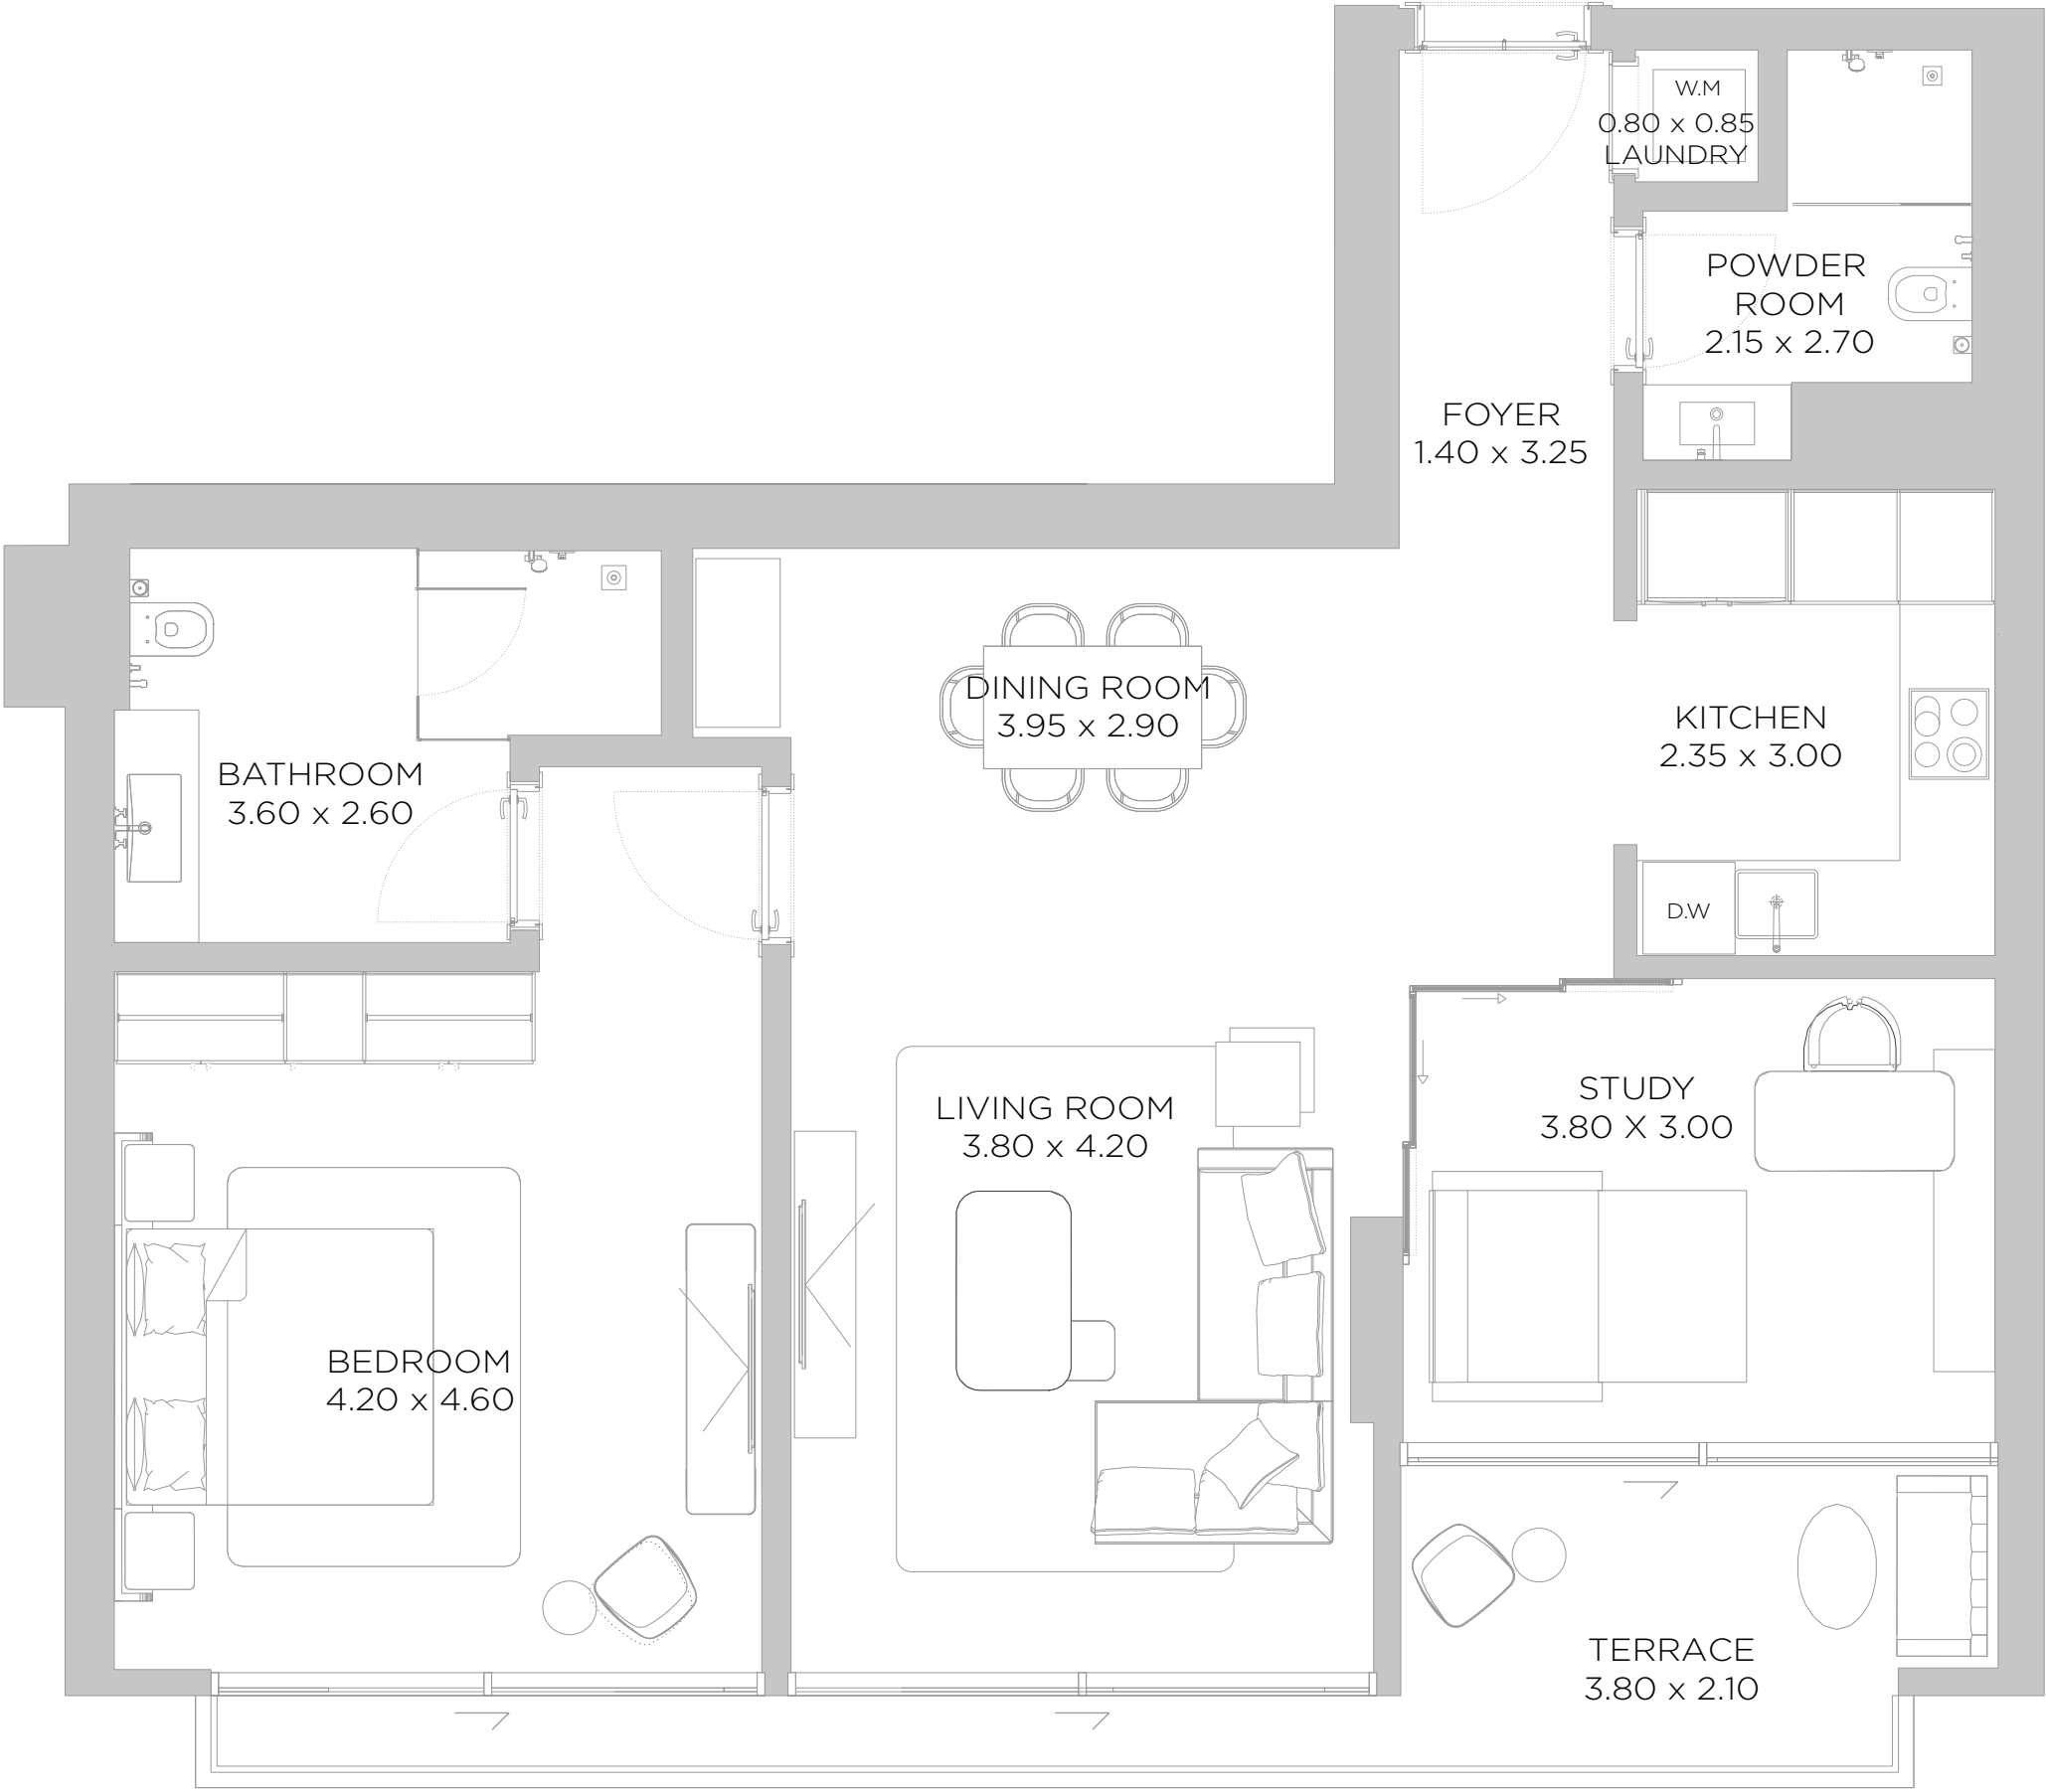 W.M
0.80 x 0.85
LAUNDRY
POWDER
ROOM
2.15 x 2.70
FOYER
1.40 x 3.25
DINING ROOM
3.95 x 2.90
KITCHEN
2.35 x 3.00
BATHROOM
3.60 x 2.60
D.W
STUDY
3.80 X 3.00
LIVING ROOM
3.80 x 4.20
BEDROOM
4.20 x 4.60
TERRACE
3.80 x 2.10